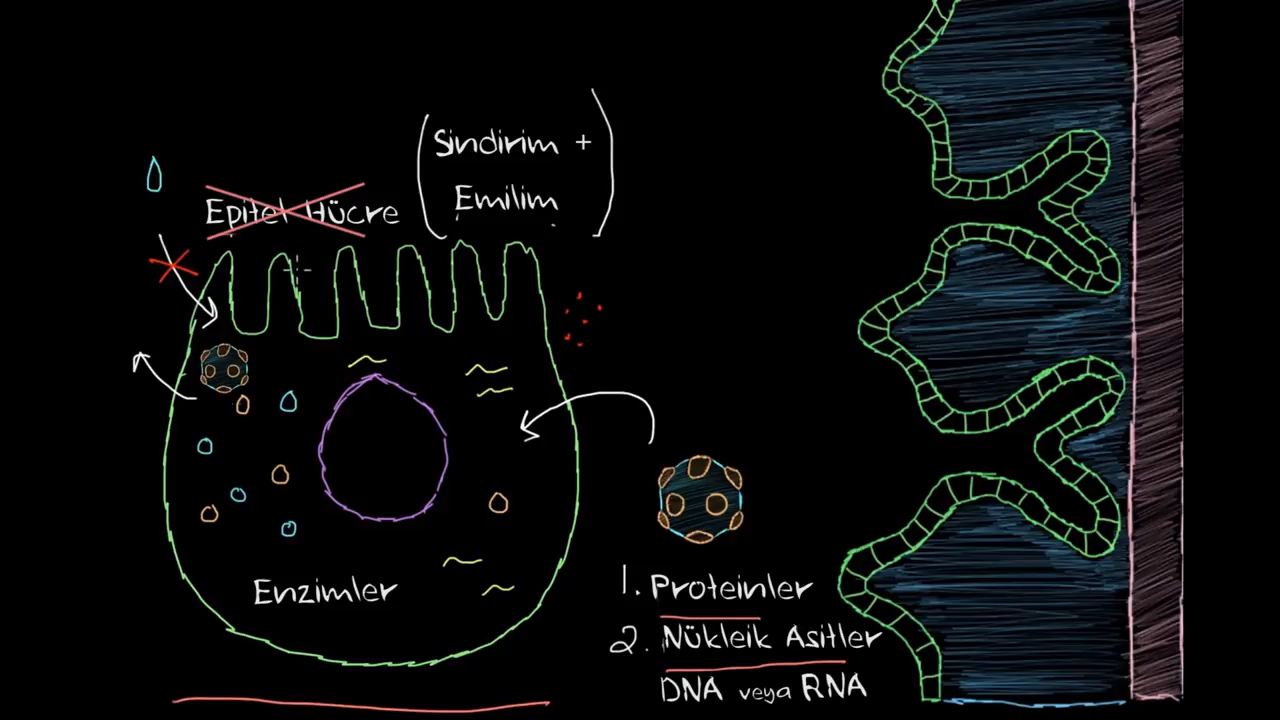 Sindirim +
Emilim
Epitel Hücre
Enzimler
1. Proteinler
2. Nükleik Asitler
DNA veya RNA